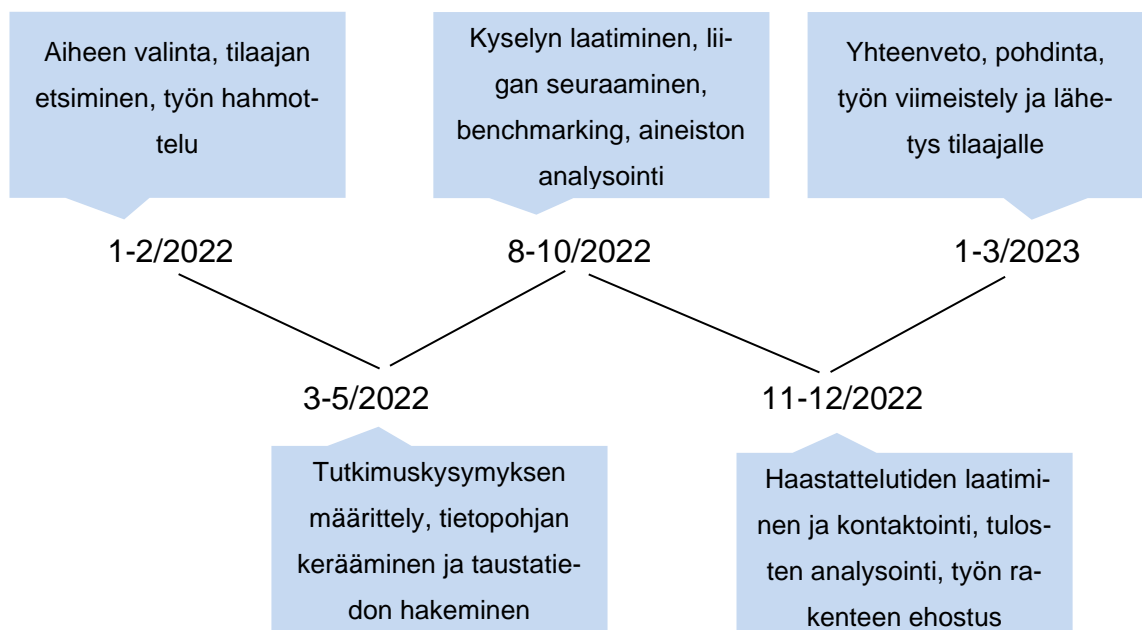 Aiheen valinta, tilaajan
etsiminen, työn hahmot-
telu
1-2/2022
Tutkimuskysymyksen
määrittely, tietopohjan
kerääminen ja taustatie-
don hakeminen
3-5/2022
Kyselyn laatiminen, lii-
gan seuraaminen,
benchmarking, aineiston
analysointi
8-10/2022
Haastattelutiden laatimi-
nen ja kontaktointi, tulos-
ten analysointi, työn ra-
kenteen ehostus
11-12/2022
Yhteenveto, pohdinta,
työn viimeistely ja lähe-
tys tilaajalle
1-3/2023